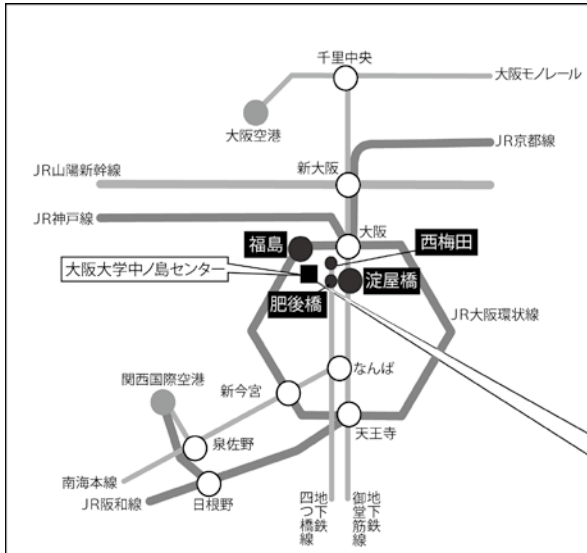 千里中央
大阪モノレール
大阪空港
JR京都線
新大阪
JR山陽新幹線
JR神戸線
大阪
西梅田
福島
大阪大学中ノ島センター
淀屋橋
肥後橋
JR大阪環状線
なんば
関西国際空港
新今宮
天王寺
泉佐野
南海本線
日根野
JR阪和線
地下鉄
四つ橋線
地下鉄
御堂筋線